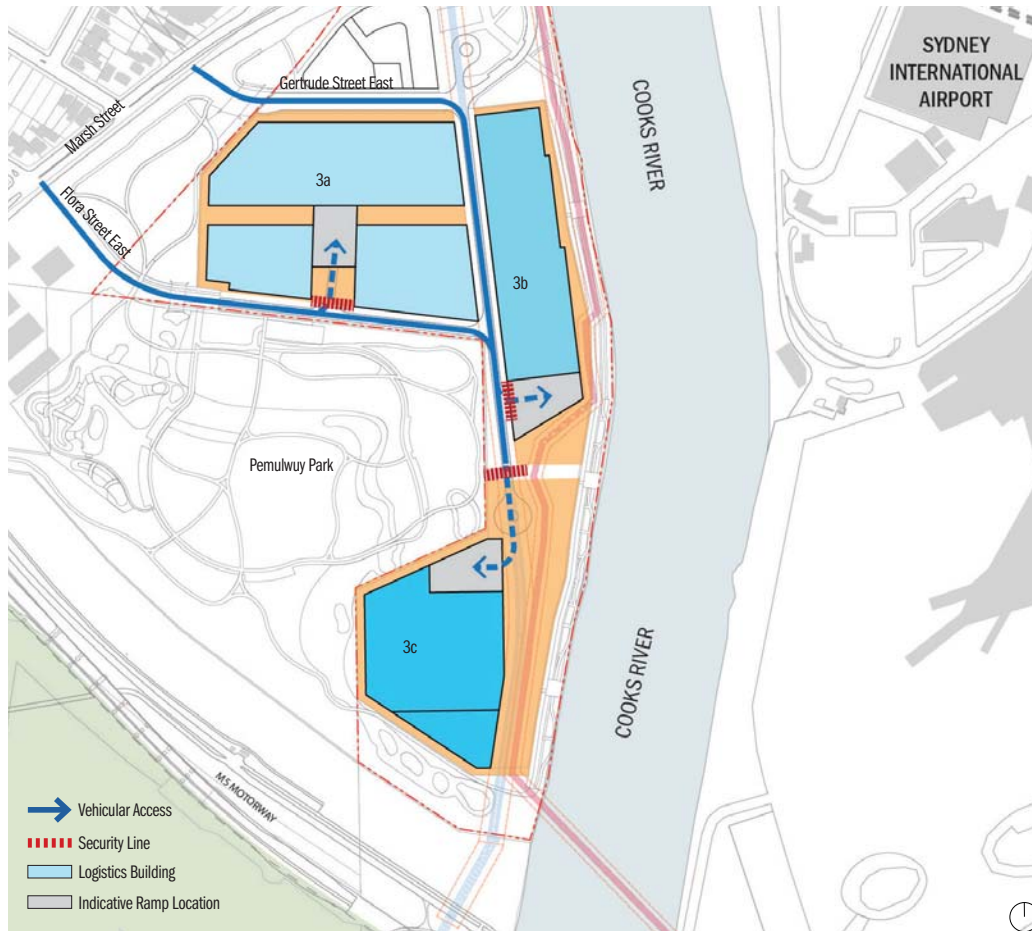 SYDNEY
INTERNATIONAL
AIRPORT
Gertrude Street East
COOKS RIVER
Marsh Street
3a
Flora Street East
3b
Pemulwuy Park
3c
COOKS RIVER
M5 MOTORWAY
Vehicular Access
Security Line
Logistics Building
Indicative Ramp Location